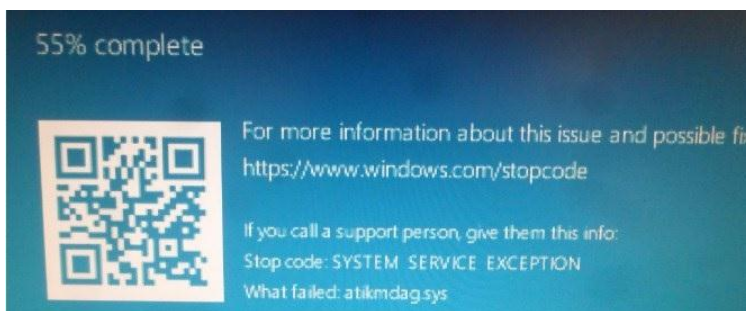 55% complete
For more information about this issue and possible
https://www.windows.com/stopcode
If you call a support person, give them this info:
Stop code: SYSTEM SERVICE EXCEPTION
What failed: atikmdag.sys